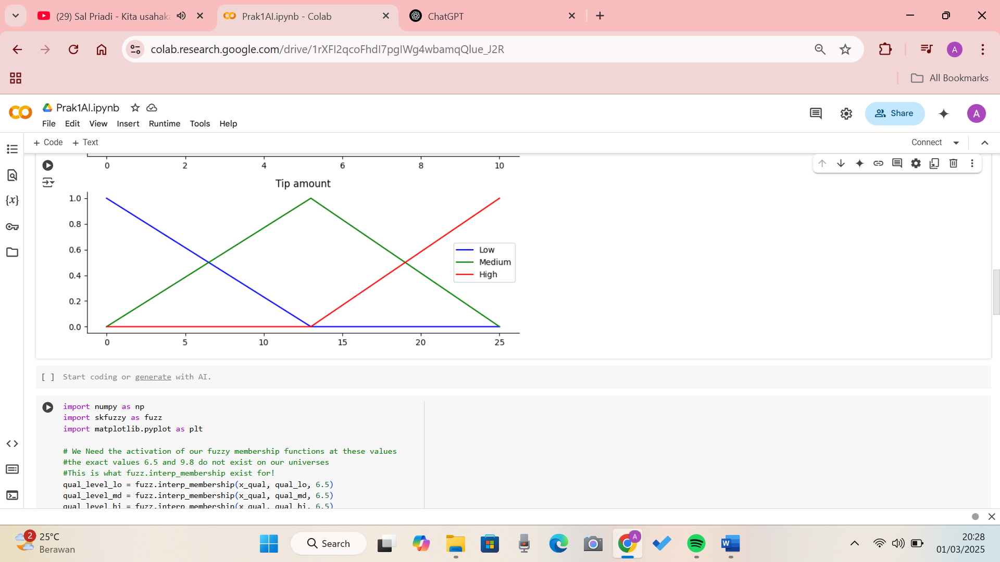 (29) Sal Priadi - Kita usahaka
Prak1AI.ipynb - Colab
ChatGPT
colab.research.google.com/drive/1rXFI2qcoFhdI7pgIWg4wbamqQlue_J2R
A
All Bookmarks
Prak1AI.ipynb
File Edit View Insert Runtime Tools Help
Share
A
+ Code + Text
Connect
0 2 4 6 8 10
Tip amount
1.0
0.8
0.6
0.4
0.2
0.0
Low
Medium
High
0 5 10 15 20 25
[ ] Start coding or generate with AI.
import numpy as np
import skfuzzy as fuzz
import matplotlib.pyplot as plt
# We Need the activation of our fuzzy membership functions at these values
#the exact values 6.5 and 9.8 do not exist on our universes
#This is what fuzz.interp_membership exist for!
qual_level_lo = fuzz.interp_membership(x_qual, qual_lo, 6.5)
qual_level_md = fuzz.interp_membership(x_qual, qual_md, 6.5)
qual_level_hi = fuzz.interp_membership(x_qual, qual_hi, 6.5)
2
25°C
Berawan
Search
A
20:28
01/03/2025